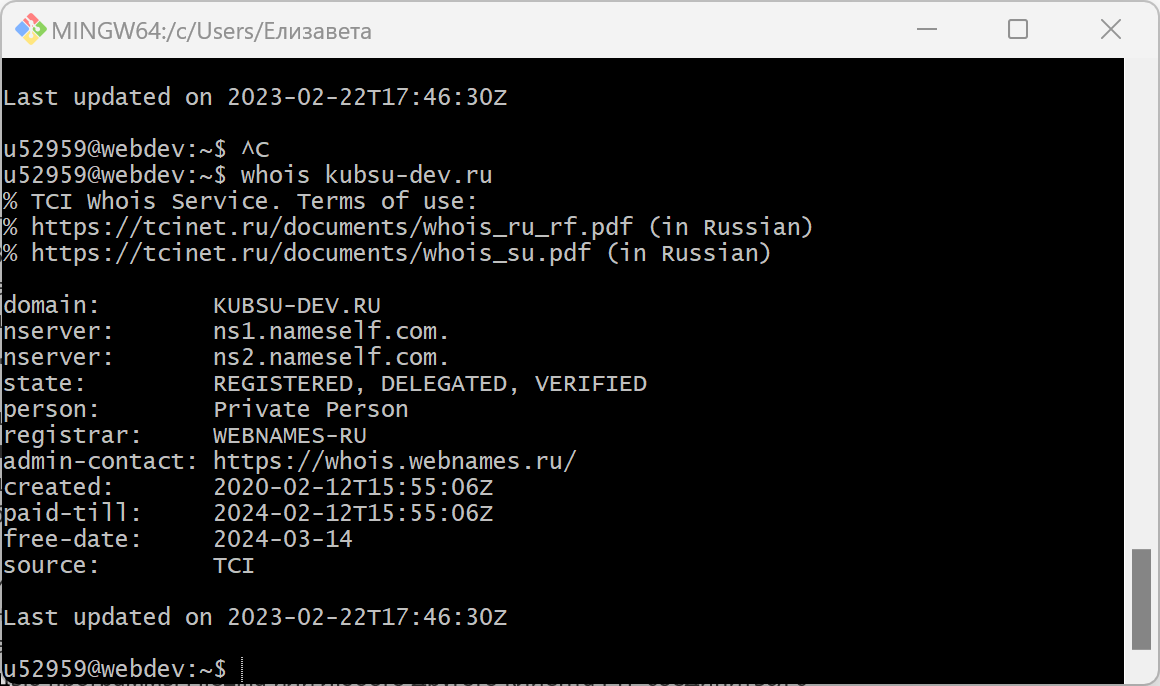 MINGW64:/c/Users/Елизавета
Last updated on 2023-02-22T17:46:30Z
u52959@webdev:~$ ^C
u52959@webdev:~$ whois kubsu-dev.ru
% TCI Whois Service. Terms of use:
% https://tcinet.ru/documents/whois_ru_rf.pdf (in Russian)
% https://tcinet.ru/documents/whois_su.pdf (in Russian)
domain: KUBSU-DEV.RU
nserver: ns1.nameself.com.
nserver: ns2.nameself.com.
state: REGISTERED, DELEGATED, VERIFIED
person: Private Person
registrar: WEBNAMES-RU
admin-contact: https://whois.webnames.ru/
created: 2020-02-12T15:55:06Z
paid-till: 2024-02-12T15:55:06Z
free-date: 2024-03-14
source: TCI
Last updated on 2023-02-22T17:46:30Z
u52959@webdev:~$